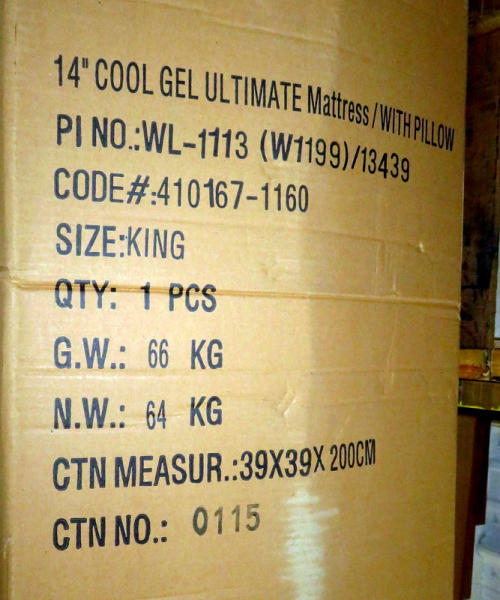 14" COOL GEL ULTIMATE Mattress/WITH PILLOW
PI NO.:WL-1113 (W1199)/13439
CODE#:410167-1160
SIZE:KING
QTY: 1 PCS
G.W.: 66 KG
N.W.: 64 KG
CTN MEASUR.:39X39X 200CM
CTN NO.: 0115